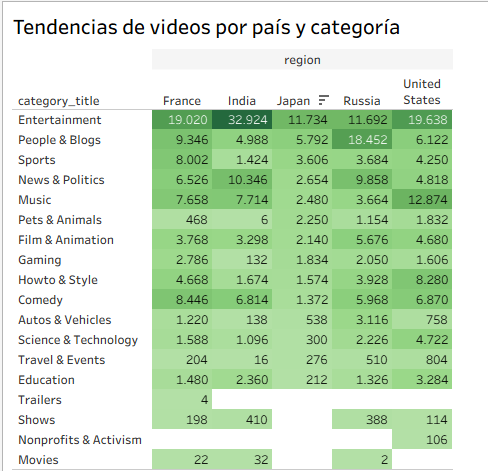 Tendencias de videos por país y categoría
region
category_title France India Japan Russia United States
Entertainment 19.020 32.924 11.734 11.692 19.638
People & Blogs 9.346 4.988 5.792 18.452 6.122
Sports 8.002 1.424 3.606 3.684 4.250
News & Politics 6.526 10.346 2.654 9.858 4.818
Music 7.658 7.714 2.480 3.664 12.874
Pets & Animals 468 6 2.250 1.154 1.832
Film & Animation 3.768 3.298 2.140 5.676 4.680
Gaming 2.786 132 1.834 2.050 1.606
Howto & Style 4.668 1.674 1.574 3.928 8.280
Comedy 8.446 6.814 1.372 5.968 6.870
Autos & Vehicles 1.220 138 538 3.116 758
Science & Technology 1.588 1.096 300 2.226 4.722
Travel & Events 204 16 276 510 804
Education 1.480 2.360 212 1.326 3.284
Trailers 4
Shows 198 410 388 114
Nonprofits & Activism 106
Movies 22 32 2